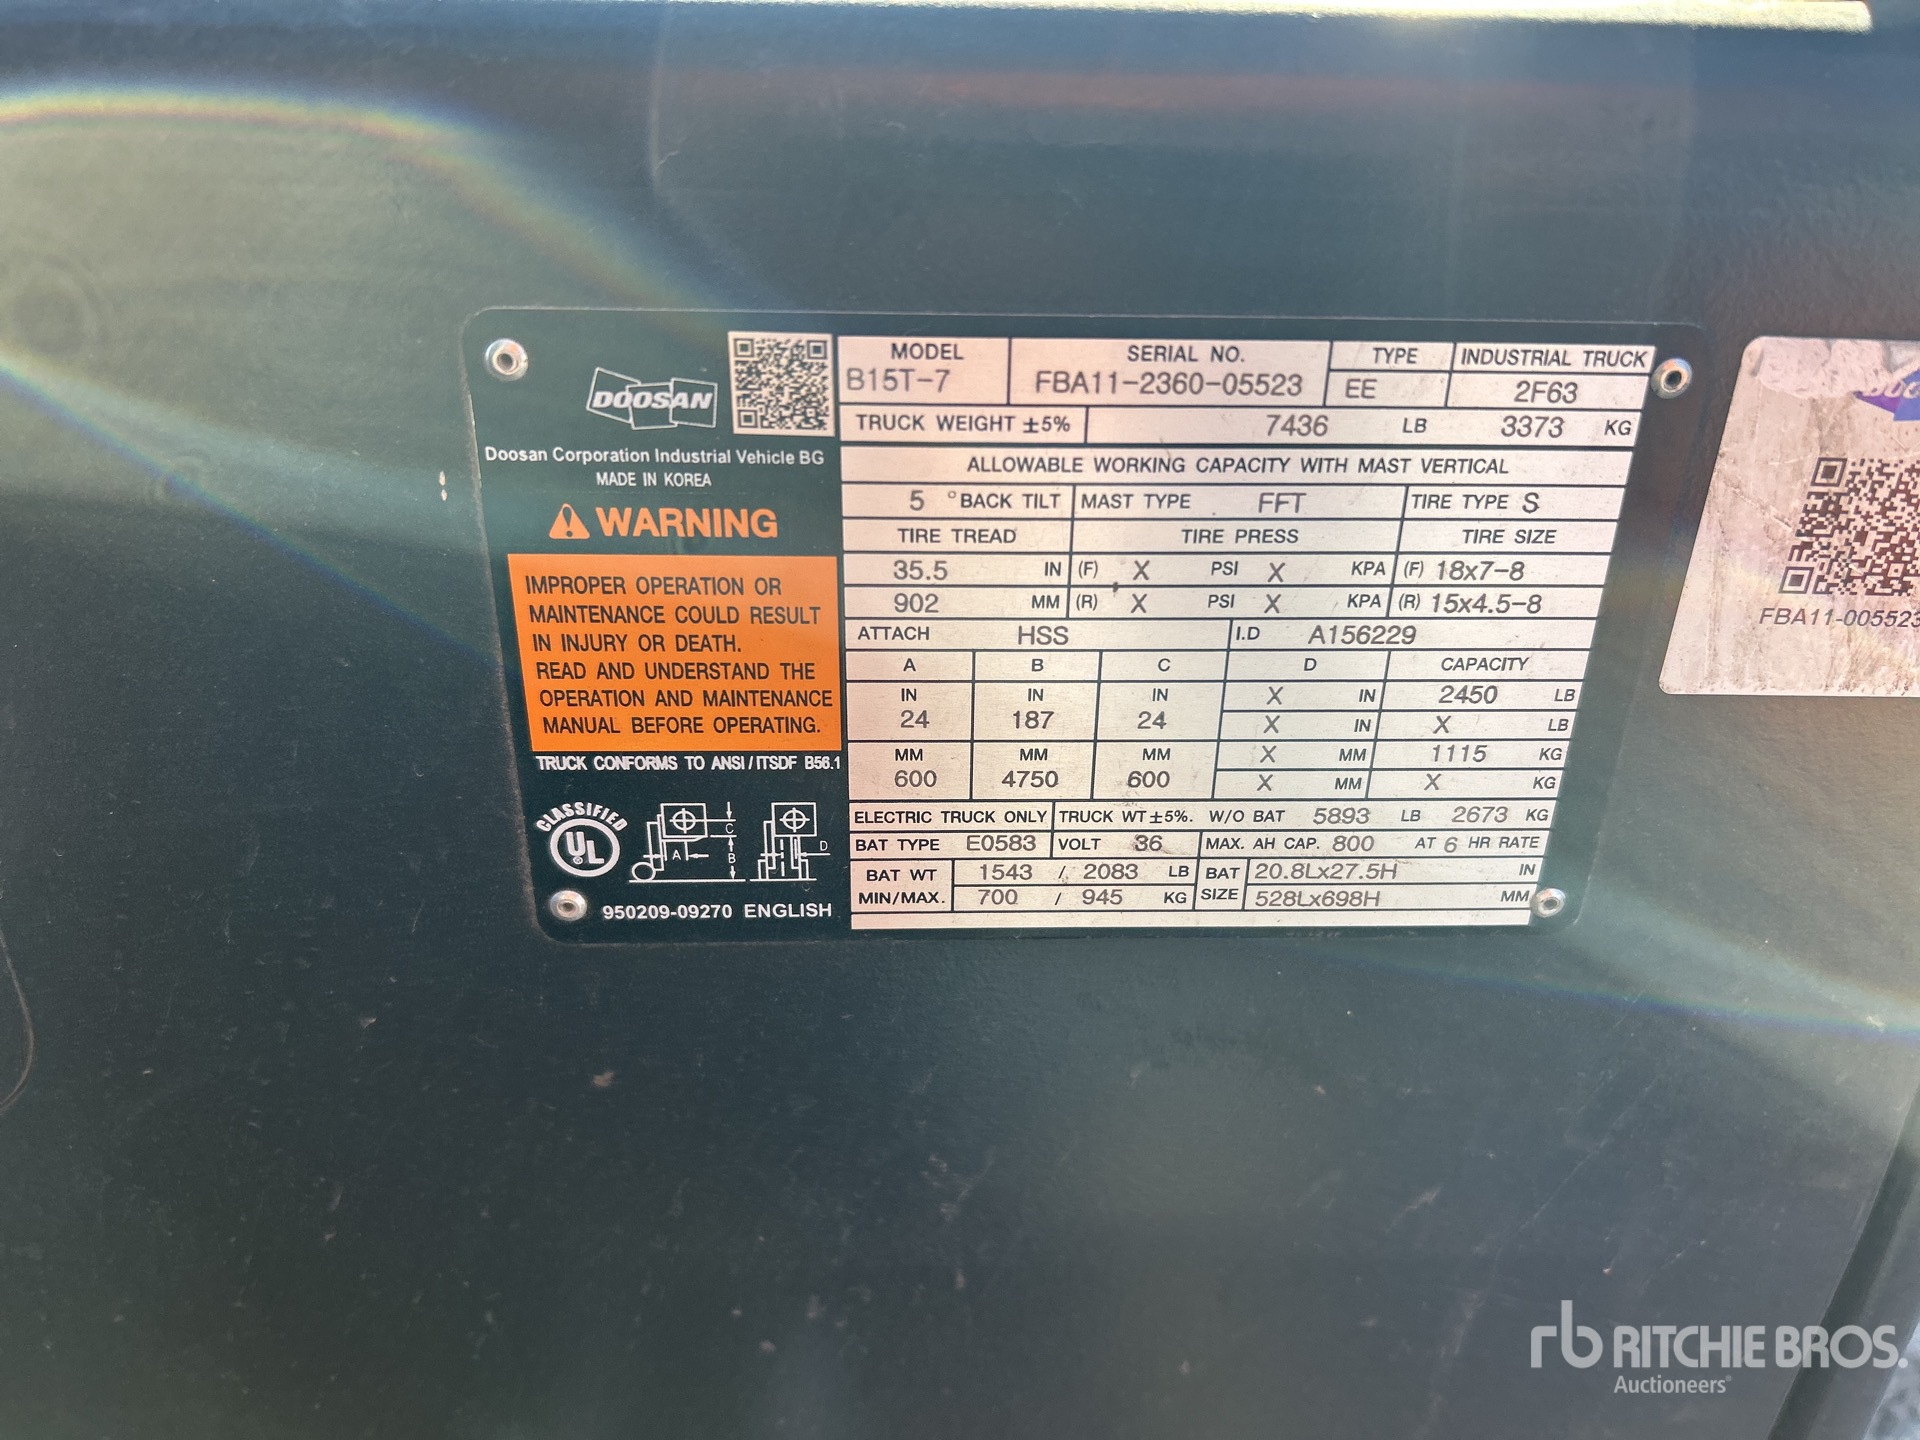 DOOSAN
Doosan Corporation Industrial Vehicle BG
MADE IN KOREA
WARNING
IMPROPER OPERATION OR
MAINTENANCE COULD RESULT
IN INJURY OR DEATH.
READ AND UNDERSTAND THE
OPERATION AND MAINTENANCE
MANUAL BEFORE OPERATING.
TRUCK CONFORMS TO ANSI/ITSDF B56.1
CLASSIFIED
UL
A B C D
950209-09270 ENGLISH
MODEL SERIAL NO. TYPE INDUSTRIAL TRUCK
B15T-7 FBA11-2360-05523 EE 2F63
TRUCK WEIGHT ±5% 7436 LB 3373 KG
ALLOWABLE WORKING CAPACITY WITH MAST VERTICAL
5 °BACK TILT MAST TYPE FFT TIRE TYPE S
TIRE TREAD TIRE PRESS TIRE SIZE
35.5 IN (F) X PSI X KPA (F) 18x7-8
902 MM (R) X PSI X KPA (R) 15x4.5-8
ATTACH HSS I.D A156229
A B C D CAPACITY
IN IN IN X IN 2450 LB
24 187 24 X IN X LB
MM MM MM X MM 1115 KG
600 4750 600 X MM X KG
ELECTRIC TRUCK ONLY TRUCK WT ±5%. W/O BAT 5893 LB 2673 KG
BAT TYPE E0583 VOLT 36 MAX. AH CAP. 800 AT 6 HR RATE
BAT WT MIN/MAX. 1543 / 2083 LB BAT SIZE 20.8Lx27.5H IN
700 / 945 KG 528Lx698H MM
FBA11-005523
rb RITCHIE BROS.
Auctioneers